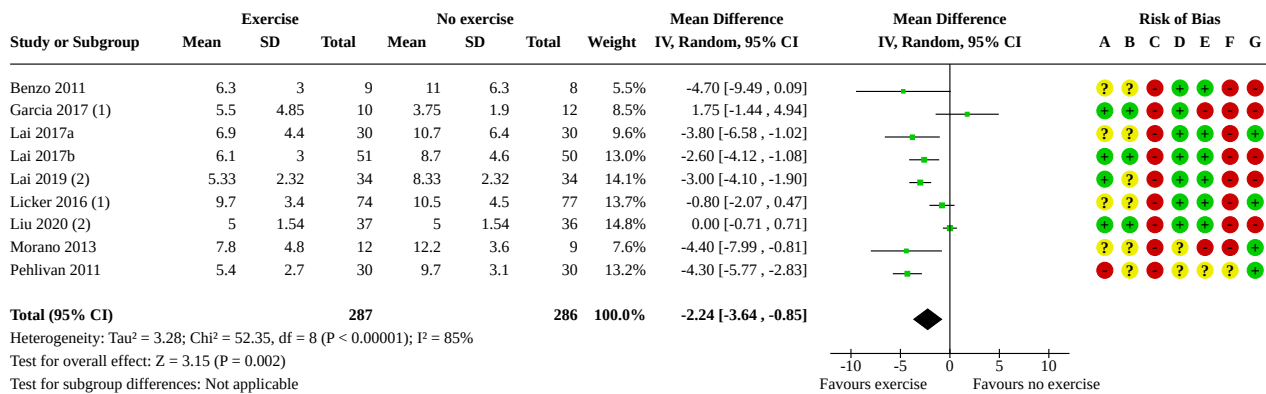 Exercise No exercise Mean Difference Mean Difference Risk of Bias
Study or Subgroup Mean SD Total Mean SD Total Weight IV, Random, 95% CI IV, Random, 95% CI A B C D E F G
Benzo 2011 6.3 3 9 11 6.3 8 5.5% -4.70 [-9.49 , 0.09] ? ? - + + - -
Garcia 2017 (1) 5.5 4.85 10 3.75 1.9 12 8.5% 1.75 [-1.44 , 4.94] + + - + - - -
Lai 2017a 6.9 4.4 30 10.7 6.4 30 9.6% -3.80 [-6.58 , -1.02] ? ? - + + - +
Lai 2017b 6.1 3 51 8.7 4.6 50 13.0% -2.60 [-4.12 , -1.08] + + - + + - -
Lai 2019 (2) 5.33 2.32 34 8.33 2.32 34 14.1% -3.00 [-4.10 , -1.90] + ? - + + - -
Licker 2016 (1) 9.7 3.4 74 10.5 4.5 77 13.7% -0.80 [-2.07 , 0.47] ? ? - + + - +
Liu 2020 (2) 5 1.54 37 5 1.54 36 14.8% 0.00 [-0.71 , 0.71] + + - + + - -
Morano 2013 7.8 4.8 12 12.2 3.6 9 7.6% -4.40 [-7.99 , -0.81] ? ? - ? - - +
Pehlivan 2011 5.4 2.7 30 9.7 3.1 30 13.2% -4.30 [-5.77 , -2.83] - ? - ? ? ? +
Total (95% CI) 287 286 100.0% -2.24 [-3.64 , -0.85]
Heterogeneity: Tau² = 3.28; Chi² = 52.35, df = 8 (P < 0.00001); I² = 85%
Test for overall effect: Z = 3.15 (P = 0.002)
-10 -5 0 5 10
Test for subgroup differences: Not applicable
Favours exercise Favours no exercise